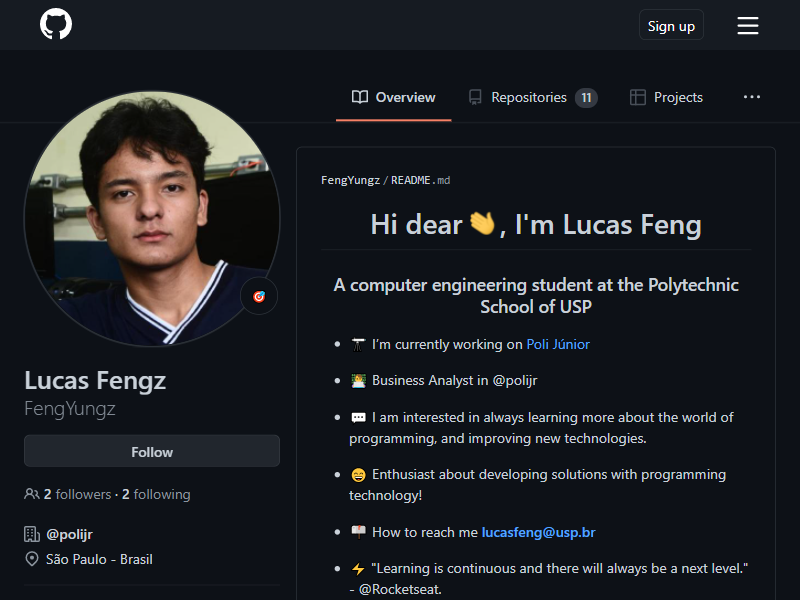 Sign up
Overview
Repositories 11
Projects
FengYungz/README.md
Hi dear 👋, I'm Lucas Feng
A computer engineering student at the Polytechnic
School of USP
I’m currently working on Poli Júnior
Business Analyst in @polijr
I am interested in always learning more about the world of
programming, and improving new technologies.
Enthusiast about developing solutions with programming
technology!
How to reach me lucasfeng@usp.br
"Learning is continuous and there will always be a next level."
- @Rocketseat.
Lucas Fengz
FengYungz
Follow
2 followers · 2 following
@polijr
São Paulo - Brasil